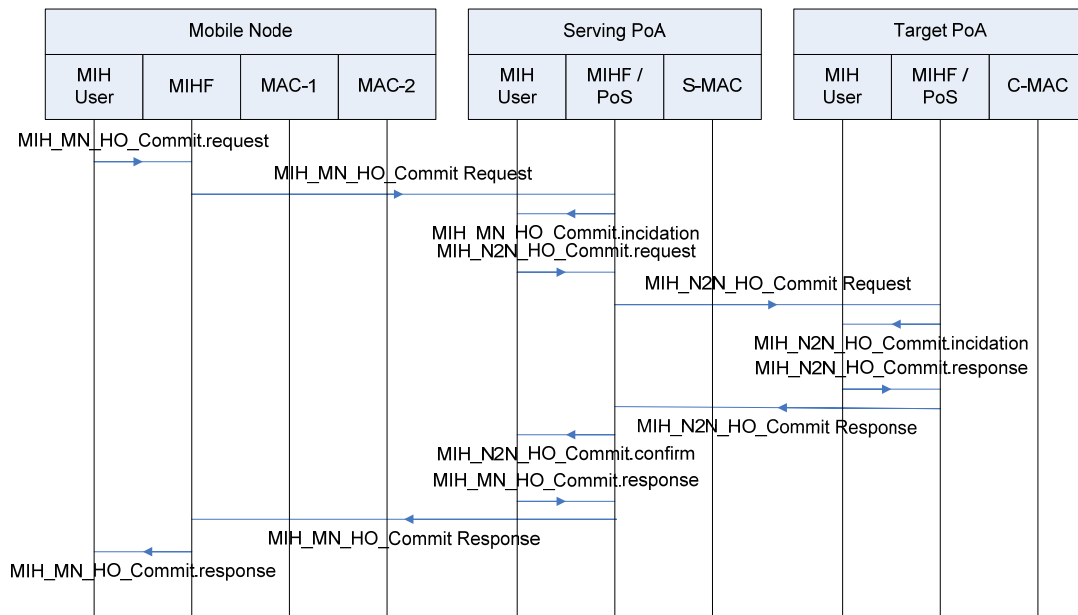 Mobile Node
Serving PoA
Target PoA
MIH
User
MIHF
MAC-1
MAC-2
MIH
User
MIHF /
PoS
S-MAC
MIH
User
MIHF /
PoS
C-MAC
MIH_MN_HO_Commit.request
MIH_MN_HO_Commit Request
MIH_MN_HO_Commit.incidation
MIH_N2N_HO_Commit.request
MIH_N2N_HO_Commit Request
MIH_N2N_HO_Commit.incidation
MIH_N2N_HO_Commit.response
MIH_N2N_HO_Commit Response
MIH_N2N_HO_Commit.confirm
MIH_MN_HO_Commit.response
MIH_MN_HO_Commit Response
MIH_MN_HO_Commit.response